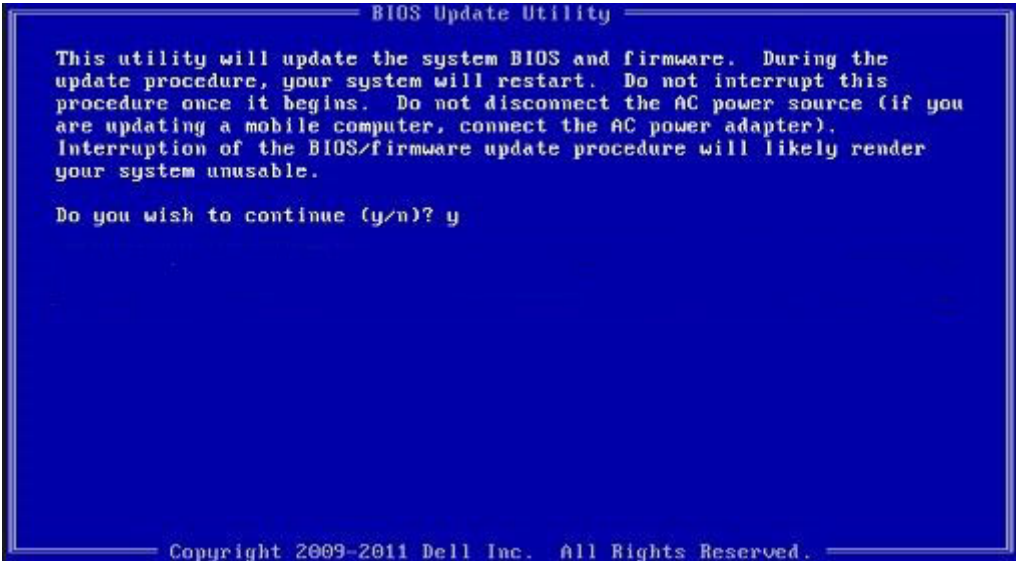 BIOS Update Utility
This utility will update the system BIOS and firmware. During the
update procedure, your system will restart. Do not interrupt this
procedure once it begins. Do not disconnect the AC power source (if you
are updating a mobile computer, connect the AC power adapter).
Interruption of the BIOS/firmware update procedure will likely render
your system unusable.
Do you wish to continue (y/n)? y
Copyright 2009-2011 Dell Inc. All Rights Reserved.